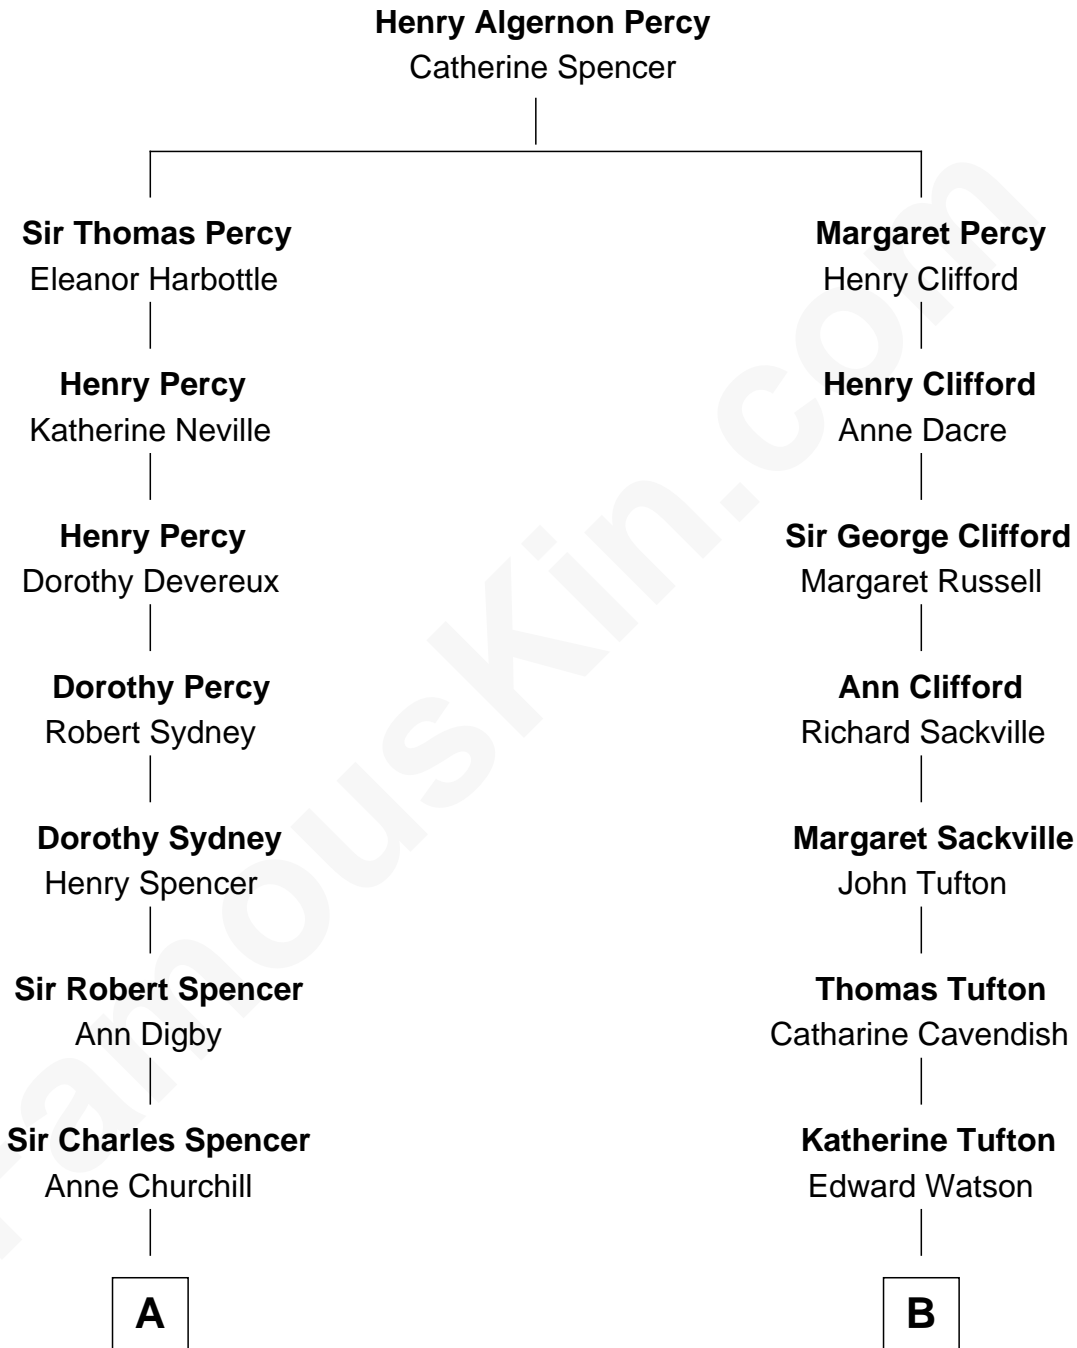 Henry Algernon Percy
Catherine Spencer
Sir Thomas Percy
Eleanor Harbottle
Margaret Percy
Henry Clifford
Henry Percy
Katherine Neville
Henry Clifford
Anne Dacre
Henry Percy
Dorothy Devereux
Sir George Clifford
Margaret Russell
Dorothy Percy
Robert Sydney
Ann Clifford
Richard Sackville
Dorothy Sydney
Henry Spencer
Margaret Sackville
John Tufton
Sir Robert Spencer
Ann Digby
Thomas Tufton
Catharine Cavendish
Sir Charles Spencer
Anne Churchill
Katherine Tufton
Edward Watson
A
B
FamousKin.com